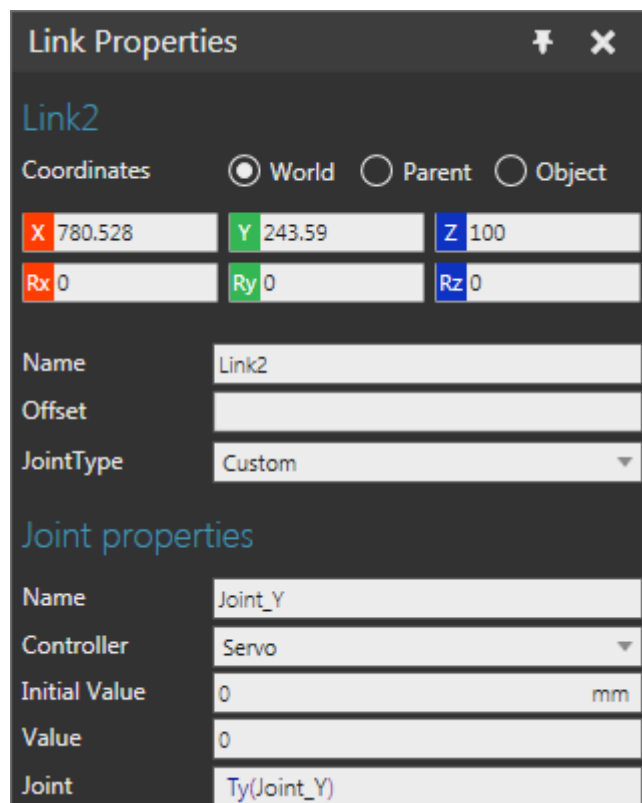 Link Properties
Link2
Coordinates World Parent Object
X 780.528 Y 243.59 Z 100
Rx 0 Ry 0 Rz 0
Name Link2
Offset
JointType Custom
Joint properties
Name Joint_Y
Controller Servo
Initial Value 0 mm
Value 0
Joint Ty(Joint_Y)